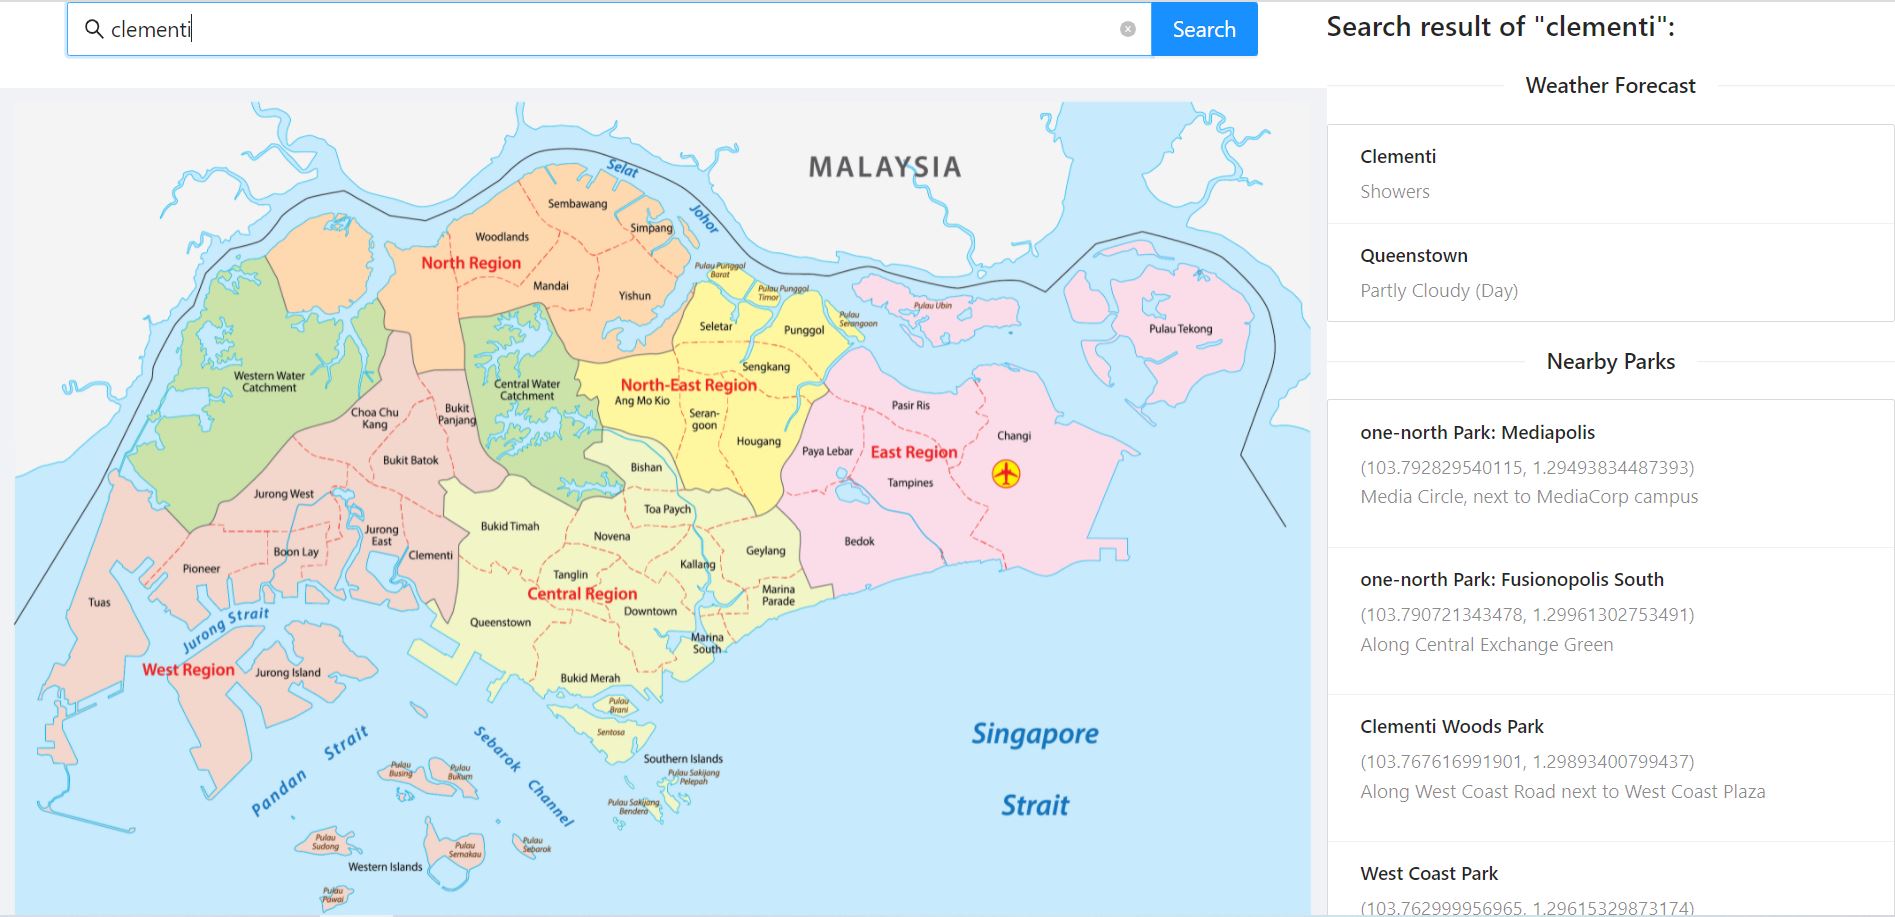 clementi
Search
Search result of "clementi":
Weather Forecast
Clementi
Showers
Queenstown
Partly Cloudy (Day)
Nearby Parks
one-north Park: Mediapolis
(103.792829540115, 1.29493834487393)
Media Circle, next to MediaCorp campus
one-north Park: Fusionopolis South
(103.790721343478, 1.29961302753491)
Along Central Exchange Green
Clementi Woods Park
(103.767616991901, 1.29893400799437)
Along West Coast Road next to West Coast Plaza
West Coast Park
(103.762999956965, 1.29615329873174)
MALAYSIA
Selat
Johor
Sembawang
Simpang
Woodlands
North Region
Mandai
Yishun
Pulau Punggol
Barat
Pulau Punggol
Timor
Pulau
Serangoon
Pulau Ubin
Pulau Tekong
Seletar
Punggol
Sengkang
North-East Region
Ang Mo Kio
Seran-
goon
Hougang
Western Water
Catchment
Central Water
Catchment
Choa Chu
Kang
Bukit
Panjang
Bukit Batok
Pasir Ris
Changi
Paya Lebar
East Region
Tampines
Bedok
Bishan
Jurong West
Toa Paych
Bukid Timah
Novena
Jurong
East
Boon Lay
Clementi
Geylang
Kallang
Pioneer
Tanglin
Central Region
Marina
Parade
Tuas
Downtown
Queenstown
Jurong Strait
Marina
South
West Region
Jurong Island
Bukid Merah
Pulau
Brani
Sentosa
Pandan Strait
Sebarok Channel
Singapore
Strait
Southern Islands
Pulau Sakijang
Pelepah
Pulau Sakijang
Bendera
Pulau
Busing
Pulau
Bukum
Pulau
Sudong
Pulau
Semakau
Pulau
Sebarok
Western Islands
Pulau
Pawai